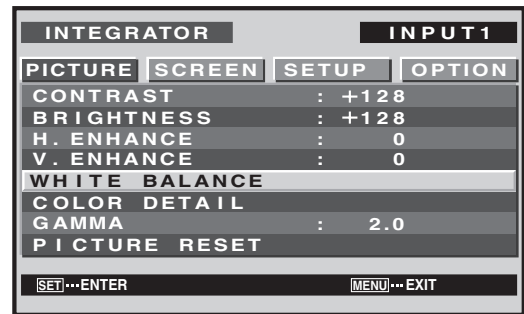 INTEGRATOR INPUT1
PICTURE SCREEN SETUP OPTION
CONTRAST : +128
BRIGHTNESS : +128
H. ENHANCE : 0
V. ENHANCE : 0
WHITE BALANCE
COLOR DETAIL
GAMMA : 2.0
PICTURE RESET
SET···ENTER MENU···EXIT